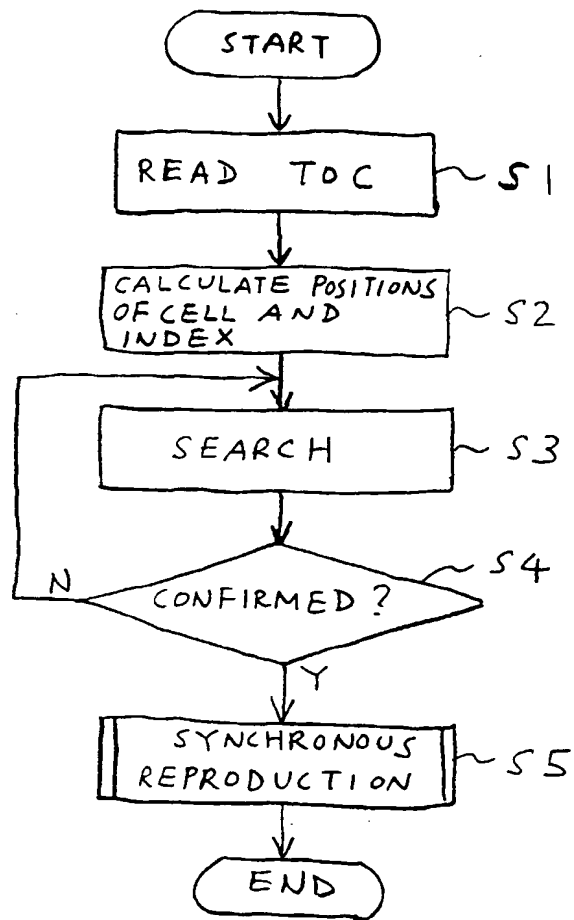 START
READ TOC
S1
CALCULATE POSITIONS
OF CELL AND
INDEX
S2
SEARCH
S3
S4
N
CONFIRMED?
Y
SYNCHRONOUS
REPRODUCTION
S5
END